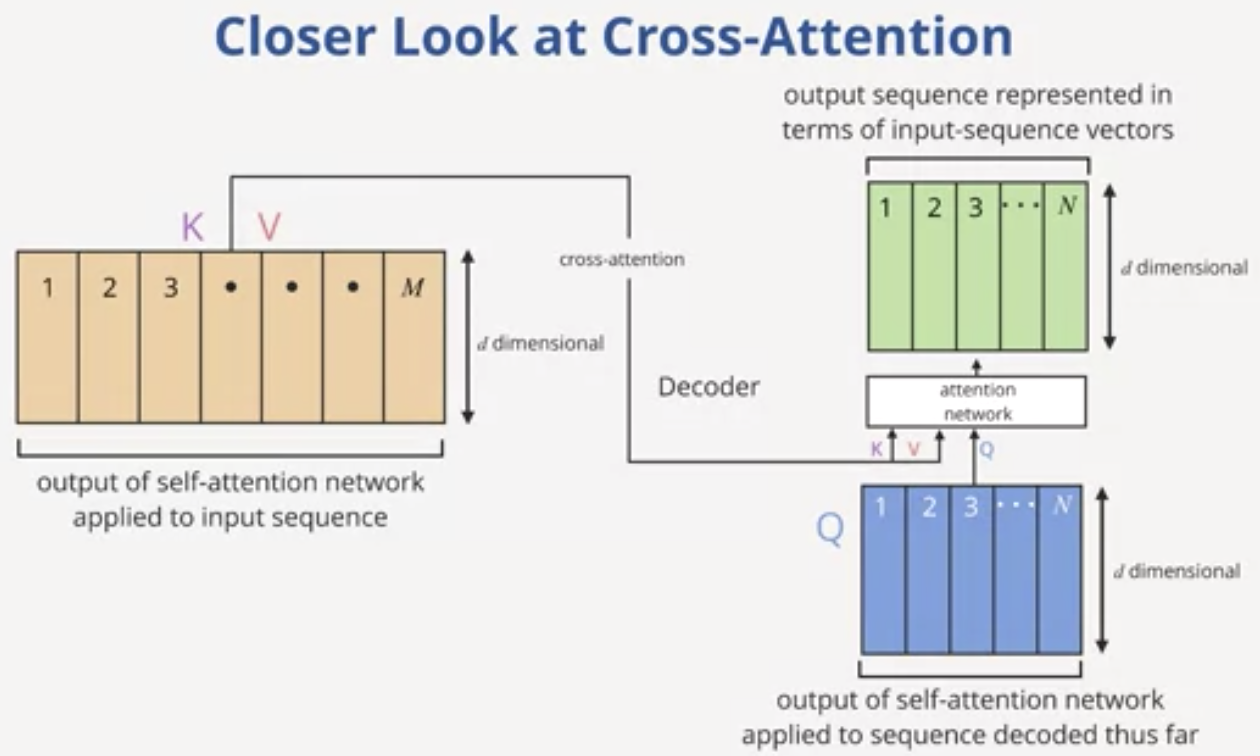 Closer Look at Cross-Attention
output sequence represented in
terms of input-sequence vectors
1 2 3 ··· N
d dimensional
K V
1 2 3 • • • M
d dimensional
cross-attention
Decoder
attention
network
K V Q
output of self-attention network
applied to input sequence
Q
1 2 3 ··· N
d dimensional
output of self-attention network
applied to sequence decoded thus far